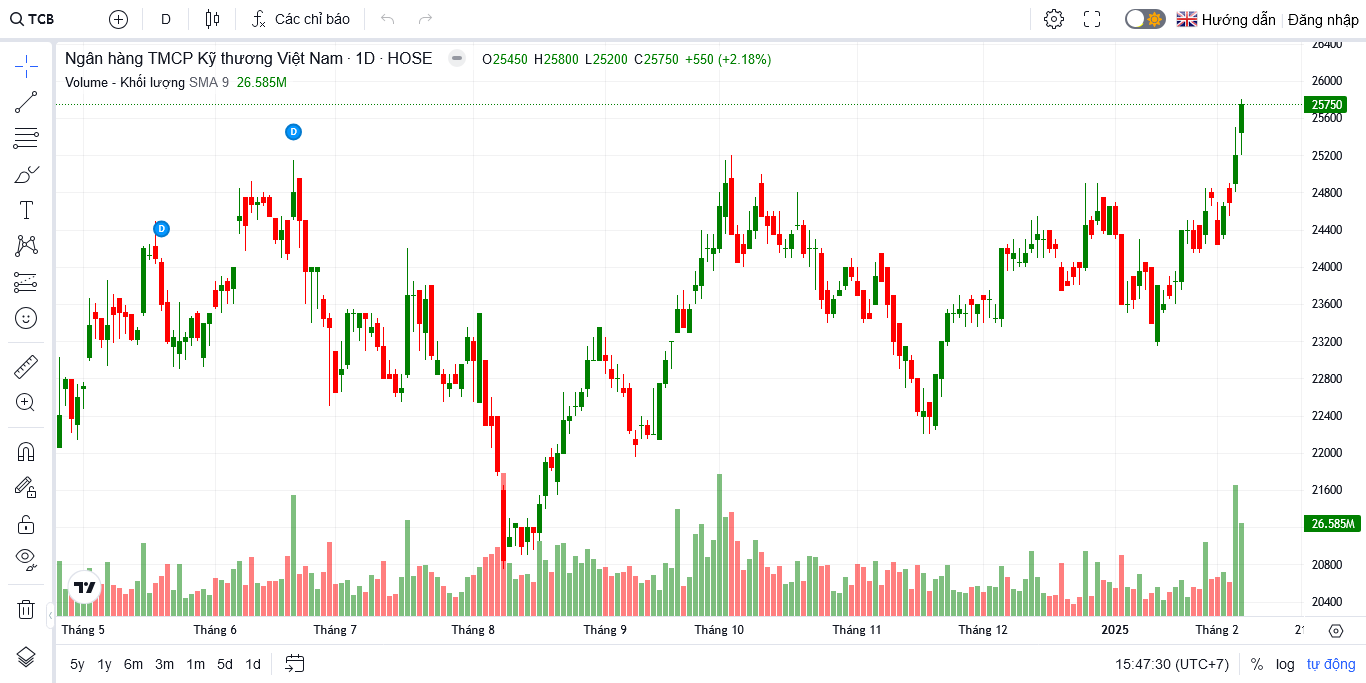 TCB D Các chỉ báo Hướng dẫn Đăng nhập
Ngân hàng TMCP Kỹ thương Việt Nam · 1D · HOSE O25450 H25800 L25200 C25750 +550 (+2.18%)
Volume - Khối lượng SMA 9 26.585M
D
D
26400
26000
25750
25600
25200
24800
24400
24000
23600
23200
22800
22400
22000
21600
26.585M
20800
20400
Tháng 5 Tháng 6 Tháng 7 Tháng 8 Tháng 9 Tháng 10 Tháng 11 Tháng 12 2025 Tháng 2
5y 1y 6m 3m 1m 5d 1d 15:47:30 (UTC+7) % log tự động